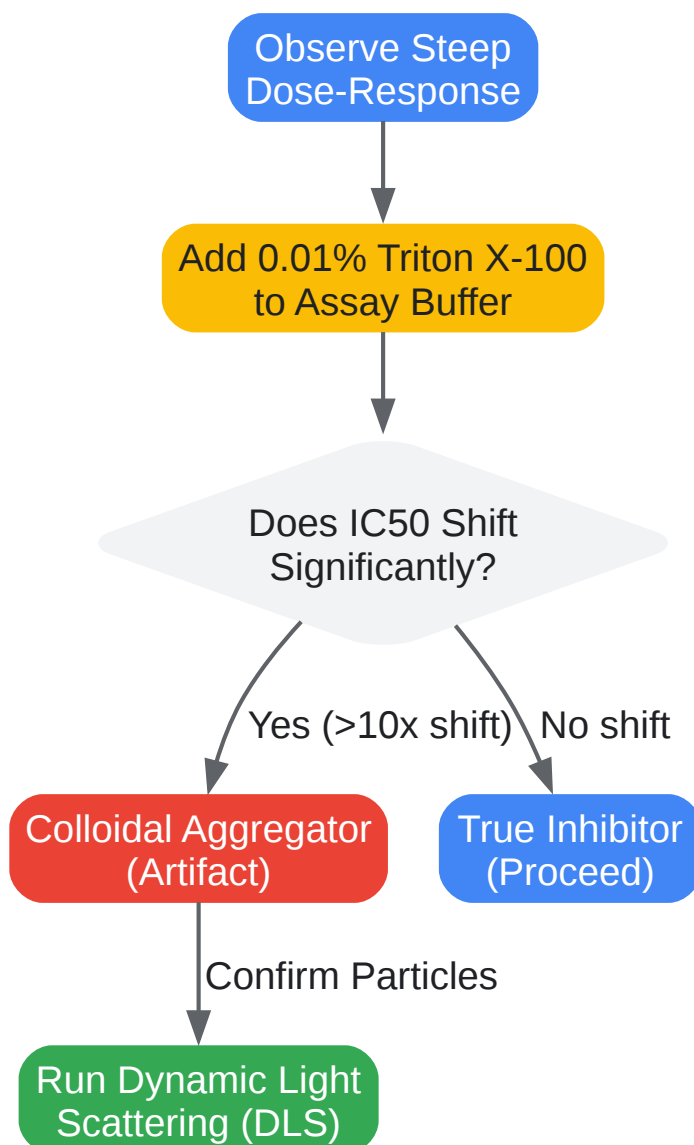 Observe Steep
Dose-Response
Add 0.01% Triton X-100
to Assay Buffer
Does IC50 Shift
Significantly?
Yes (>10x shift)
No shift
Colloidal Aggregator
(Artifact)
True Inhibitor
(Proceed)
Confirm Particles
Run Dynamic Light
Scattering (DLS)